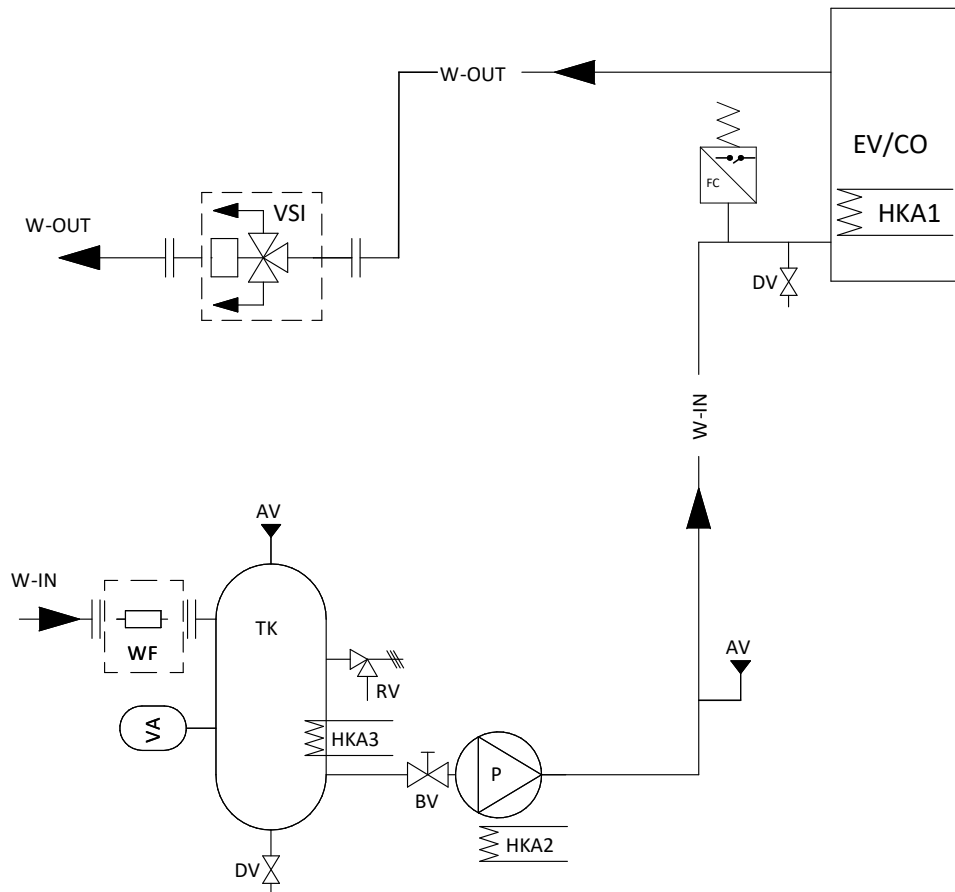 W-OUT
EV/CO
FC
HKA1
VSI
W-OUT
DV
W-IN
AV
W-IN
TK
WF
AV
RV
VA
HKA3
P
BV
HKA2
DV